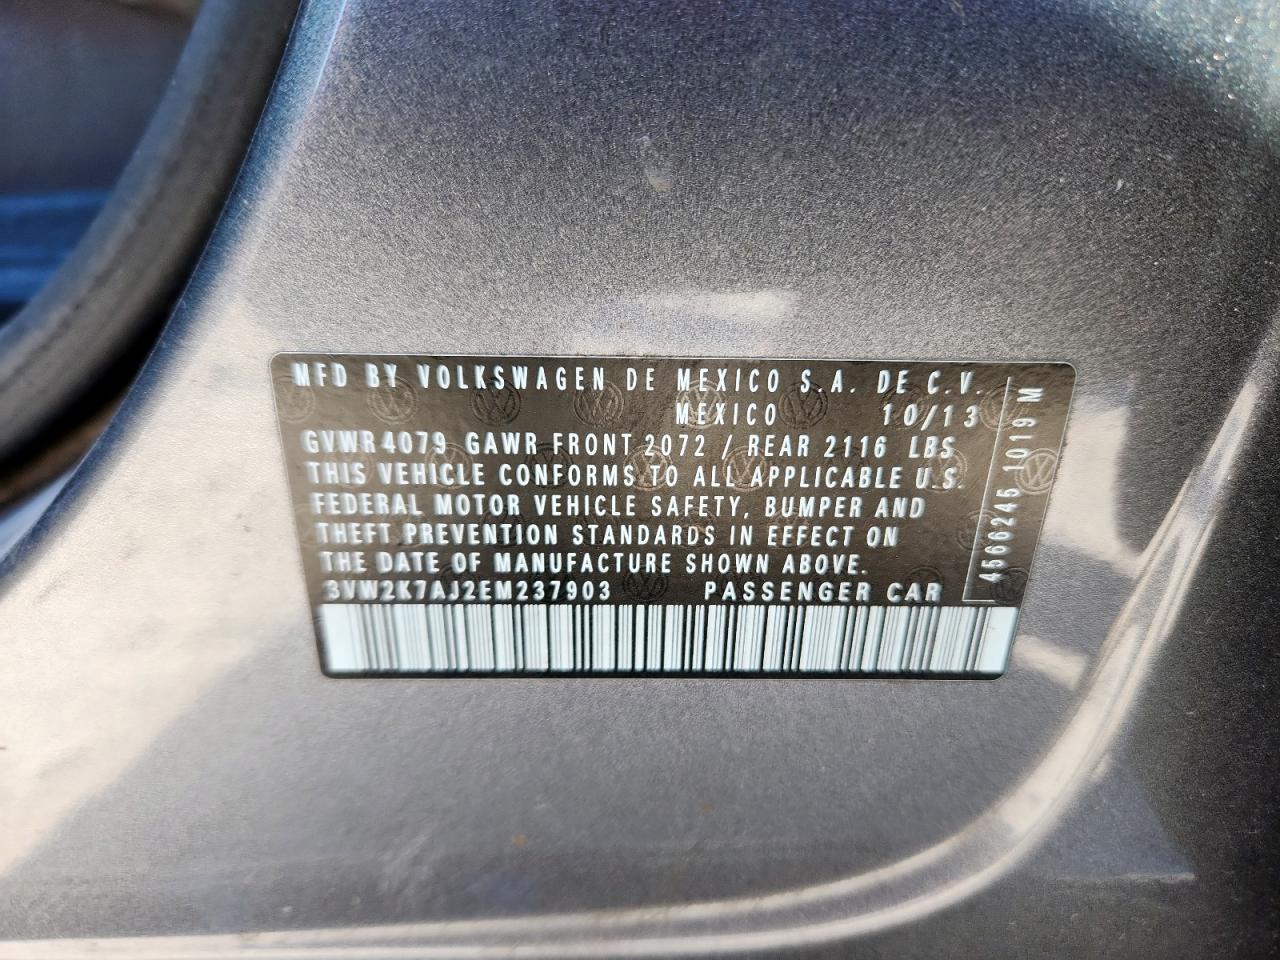 MFD BY VOLKSWAGEN DE MEXICO S.A. DE C.V.
MEXICO 10/13
GVWR 4079 GAWR FRONT 2072 / REAR 2116 LBS
THIS VEHICLE CONFORMS TO ALL APPLICABLE U.S.
FEDERAL MOTOR VEHICLE SAFETY, BUMPER AND
THEFT PREVENTION STANDARDS IN EFFECT ON
THE DATE OF MANUFACTURE SHOWN ABOVE.
3VW2K7AJ2EM237903 PASSENGER CAR
4566245 1019 M